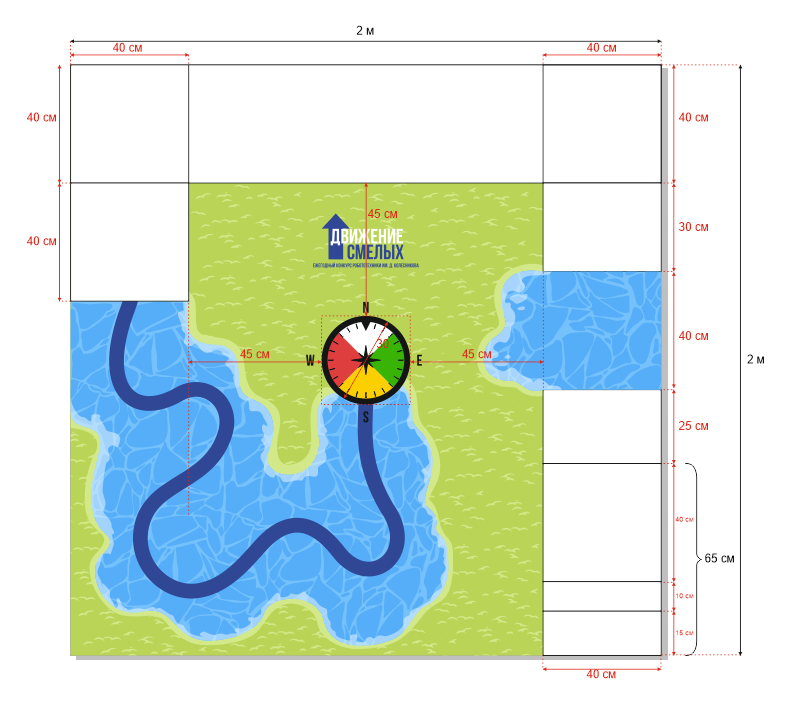 2 м
40 см
40 см
40 см
40 см
45 см
ДВИЖЕНИЕ
СМЕЛЫХ
ЕЖЕГОДНЫЙ КОНКУРС РОБОТОТЕХНИКИ ИМ. Д. КОЛЕСНИКОВА
30 см
40 см
N
30
W
E
S
45 см
45 см
40 см
2 м
25 см
40 см
65 см
10 см
15 см
40 см